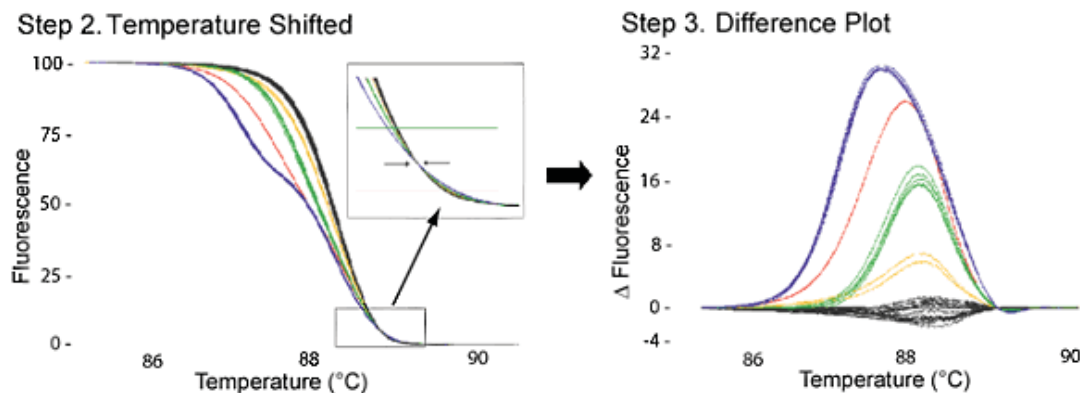 Step 2. Temperature Shifted
100 -
75 -
50 -
25 -
0 -
Fluorescence
86
88
90
Temperature (°C)
Step 3. Difference Plot
32 -
24 -
16 -
8 -
0 -
-4 -
Δ Fluorescence
86
88
90
Temperature (°C)